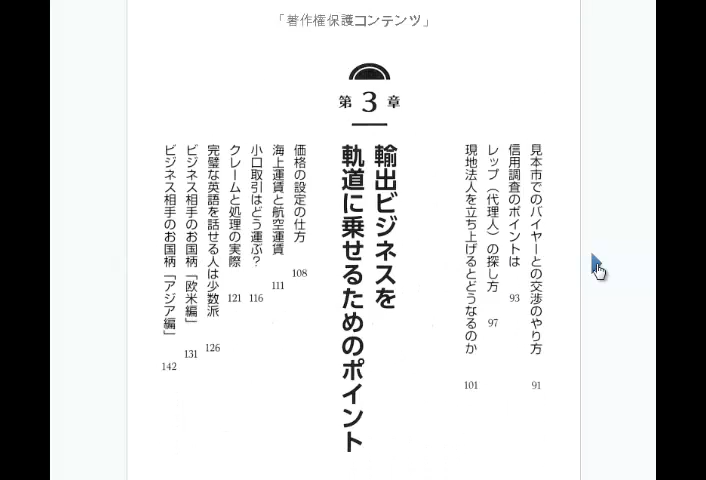 「著作権保護コンテンツ」
見本市でのバイヤーとの交渉のやり方 91
信用調査のポイントは 93
レップ（代理人）の探し方 97
現地法人を立ち上げるとどうなるのか 101
第3章
輸出ビジネスを
軌道に乗せるためのポイント
価格の設定の仕方 108
海上運賃と航空運賃 111
小口取引はどう運ぶ？ 116
クレームと処理の実際 121
完璧な英語を話せる人は少数派 126
ビジネス相手のお国柄「欧米編」 131
ビジネス相手のお国柄「アジア編」 142